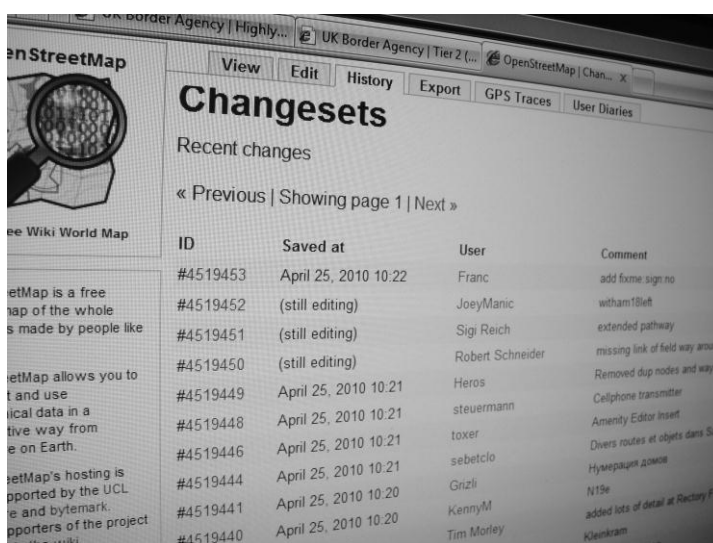 UK Border Agency | Highly...
UK Border Agency | Tier 2 (...
OpenStreetMap | Chan... x
enStreetMap
ee Wiki World Map
View Edit History Export GPS Traces User Diaries
Changesets
Recent changes
« Previous | Showing page 1 | Next »
ID Saved at User Comment
#4519453 April 25, 2010 10:22 Franc add fixme:sign:no
#4519452 (still editing) JoeyManic witham18left
#4519451 (still editing) Sigi Reich extended pathway
#4519450 (still editing) Robert Schneider missing link of field way arou
#4519449 April 25, 2010 10:21 Heros Removed dup nodes and way
#4519448 April 25, 2010 10:21 steuermann Cellphone transmitter
#4519446 April 25, 2010 10:21 toxer Amenity Editor Insert
#4519444 April 25, 2010 10:21 sebetclo Divers routes et objets dans
#4519441 April 25, 2010 10:20 Grizli Нумерация домов
#4519440 April 25, 2010 10:20 KennyM N19e
Tim Morley added lots of detail at Rectory
Kleinkram
eetMap is a free
map of the whole
s made by people like
eetMap allows you to
t and use
ical data in a
tive way from
e on Earth.
eetMap's hosting is
pported by the UCL
re and bytemark.
pporters of the project